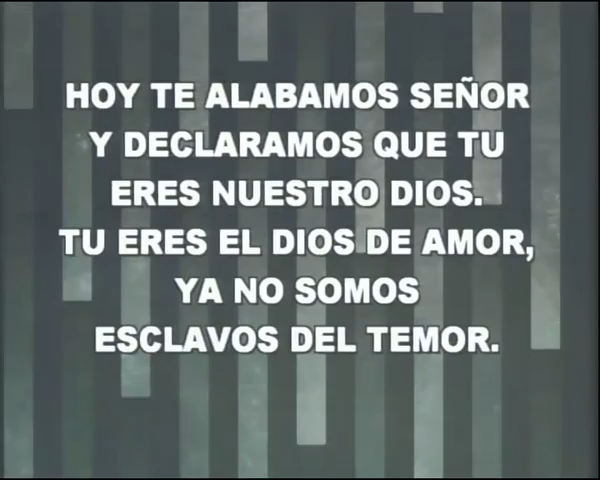 HOY TE ALABAMOS SEÑOR
Y DECLARAMOS QUE TU
ERES NUESTRO DIOS.
TU ERES EL DIOS DE AMOR,
YA NO SOMOS
ESCLAVOS DEL TEMOR.